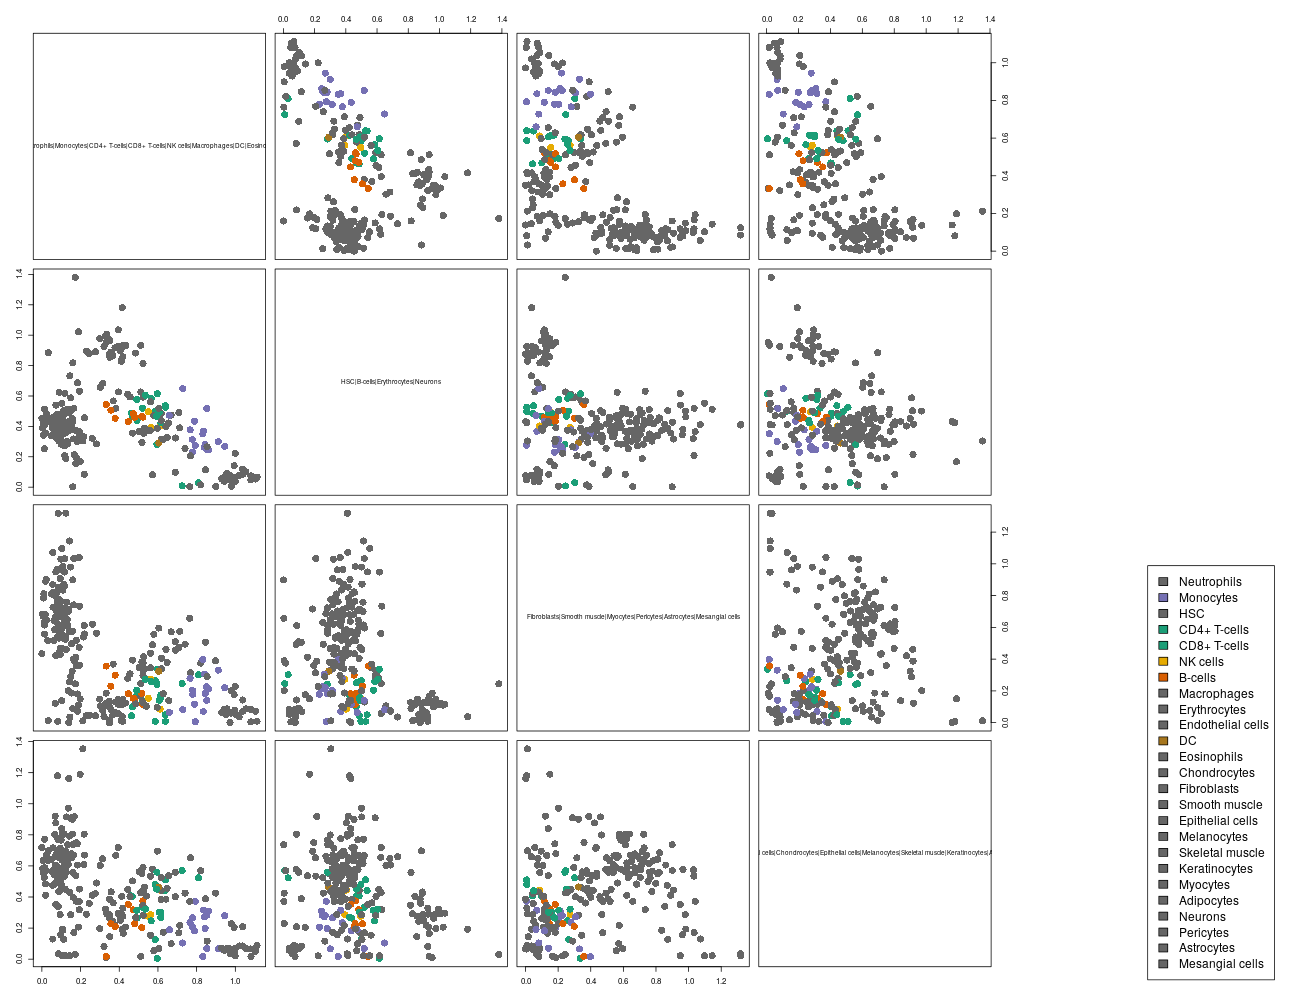 0.0 0.2 0.4 0.6 0.8 1.0 1.2 1.4
0.0 0.2 0.4 0.6 0.8 1.0 1.2 1.4
rophils|Monocytes|CD4+ T-cells|CD8+ T-cells|NK cells|Macrophages|DC|Eosino
0.0 0.2 0.4 0.6 0.8 1.0
0.0 0.2 0.4 0.6 0.8 1.0 1.2 1.4
HSC|B-cells|Erythrocytes|Neurons
Fibroblasts|Smooth muscle|Myocytes|Pericytes|Astrocytes|Mesangial cells
0.0 0.2 0.4 0.6 0.8 1.0 1.2
0.0 0.2 0.4 0.6 0.8 1.0 1.2 1.4
l cells|Chondrocytes|Epithelial cells|Melanocytes|Skeletal muscle|Keratinocytes|A
0.0 0.2 0.4 0.6 0.8 1.0
0.0 0.2 0.4 0.6 0.8 1.0 1.2
Neutrophils
Monocytes
HSC
CD4+ T-cells
CD8+ T-cells
NK cells
B-cells
Macrophages
Erythrocytes
Endothelial cells
DC
Eosinophils
Chondrocytes
Fibroblasts
Smooth muscle
Epithelial cells
Melanocytes
Skeletal muscle
Keratinocytes
Myocytes
Adipocytes
Neurons
Pericytes
Astrocytes
Mesangial cells